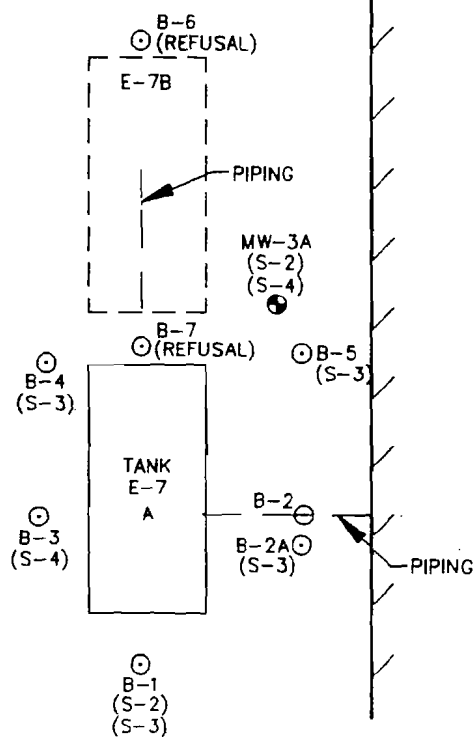 B-6
(REFUSAL)
E-7B
PIPING
MW-3A
(S-2)
(S-4)
B-7
(REFUSAL)
B-5
(S-3)
B-4
(S-3)
TANK
E-7
A
B-2
B-3
(S-4)
B-2A
(S-3)
PIPING
B-1
(S-2)
(S-3)